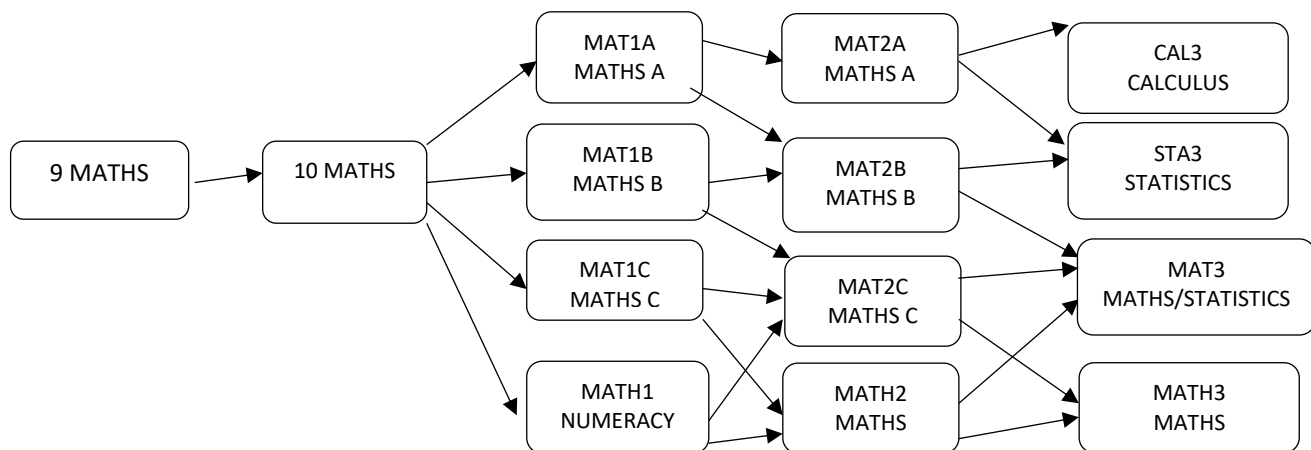 9 MATHS
10 MATHS
MAT1A
MATHS A
MAT1B
MATHS B
MAT1C
MATHS C
MATH1
NUMERACY
MAT2A
MATHS A
MAT2B
MATHS B
MAT2C
MATHS C
MATH2
MATHS
CAL3
CALCULUS
STA3
STATISTICS
MAT3
MATHS/STATISTICS
MATH3
MATHS